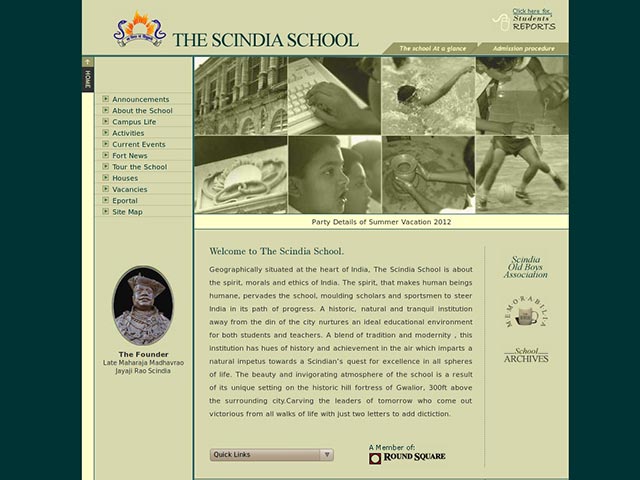 Click here for
Students'
REPORTS
THE SCINDIA SCHOOL
The school At a glance
Admission procedure
HOME
Announcements
About the School
Campus Life
Activities
Current Events
Fort News
Tour the School
Houses
Vacancies
Eportal
Site Map
Party Details of Summer Vacation 2012
The Founder
Late Maharaja Madhavrao
Jayaji Rao Scindia
Welcome to The Scindia School.
Geographically situated at the heart of India, The Scindia School is about
the spirit, morals and ethics of India. The spirit, that makes human beings
humane, pervades the school, moulding scholars and sportsmen to steer
India in its path of progress. A historic, natural and tranquil institution
away from the din of the city nurtures an ideal educational environment
for both students and teachers. A blend of tradition and modernity , this
institution has hues of history and achievement in the air which imparts a
natural impetus towards a Scindian's quest for excellence in all spheres
of life. The beauty and invigorating atmosphere of the school is a result
of its unique setting on the historic hill fortress of Gwalior, 300ft above
the surrounding city.Carving the leaders of tomorrow who come out
victorious from all walks of life with just two letters to add dictiction.
Quick Links
A Member of:
ROUND SQUARE
Scindia
Old Boys
Association
MEMORABILIA
School
ARCHIVES